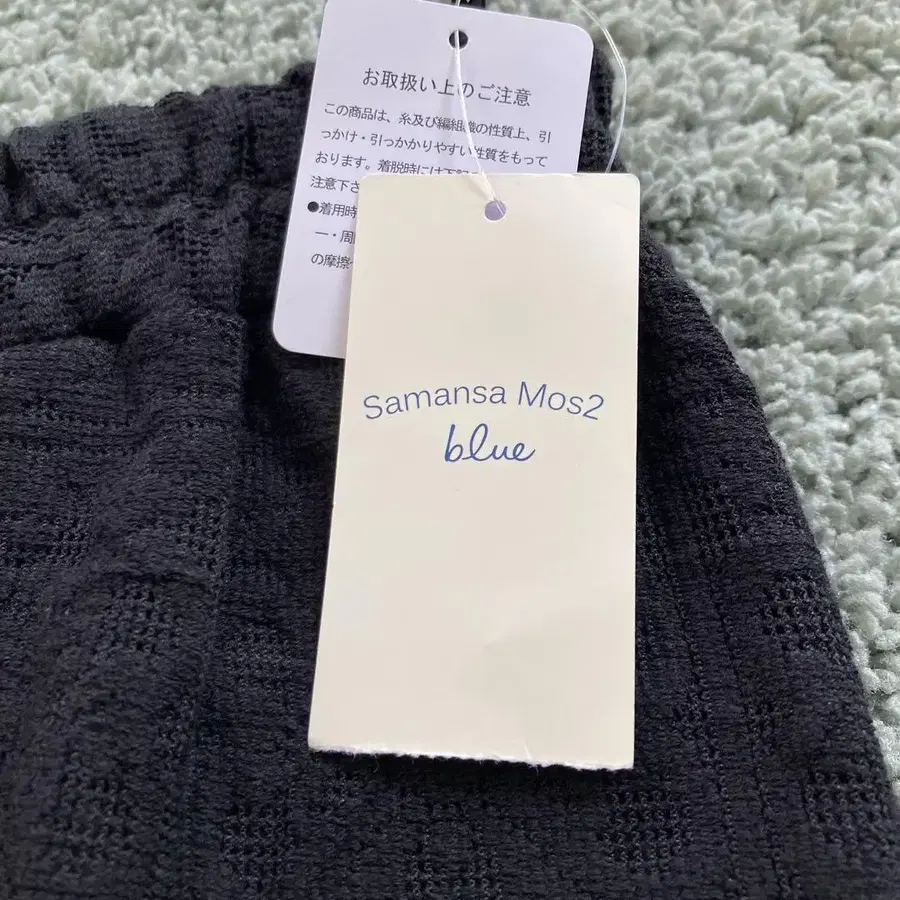 お取扱い上のご注意
この商品は、糸及び編組織の性質上、引
っかけ・引っかかりやすい性質をもって
おります。着脱時には下記
注意下さ
●着用時
ー・周
の摩擦
Samansa Mos2
blue